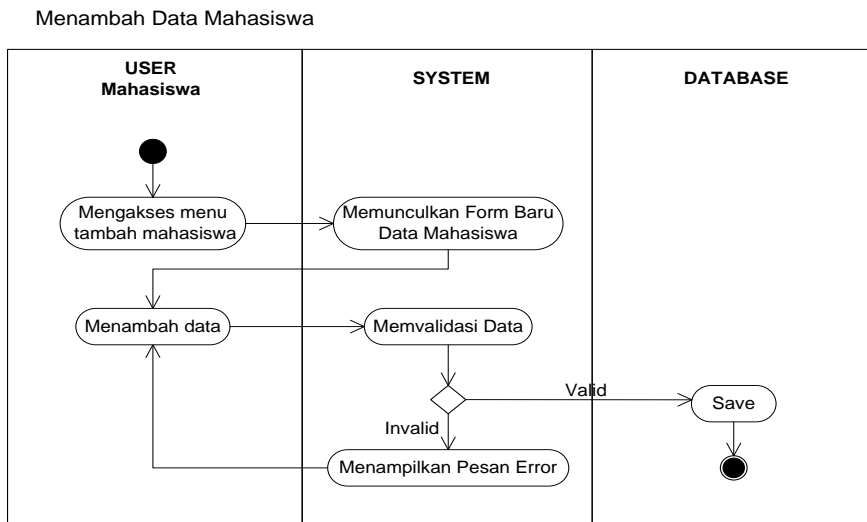 Menambah Data Mahasiswa
USER
Mahasiswa
SYSTEM
DATABASE
Mengakses menu
tambah mahasiswa
Memunculkan Form Baru
Data Mahasiswa
Menambah data
Memvalidasi Data
Valid
Save
Invalid
Menampilkan Pesan Error